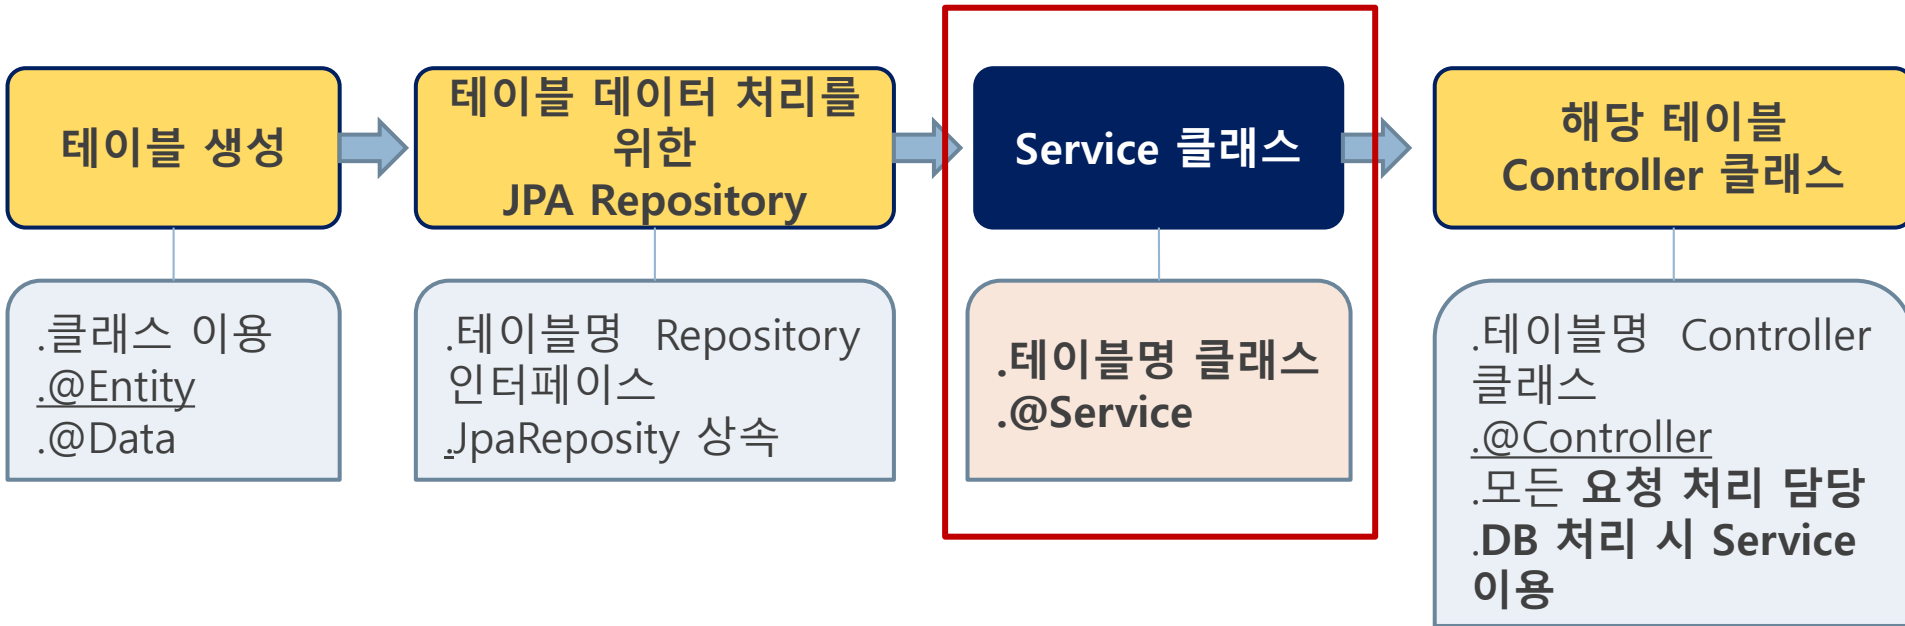 테이블 생성
테이블 데이터 처리를
위한
JPA Repository
Service 클래스
해당 테이블
Controller 클래스
.클래스 이용
.@Entity
.@Data
.테이블명 Repository
인터페이스
.JpaReposity 상속
.테이블명 클래스
.@Service
.테이블명 Controller
클래스
.@Controller
.모든 요청 처리 담당
.DB 처리 시 Service
이용